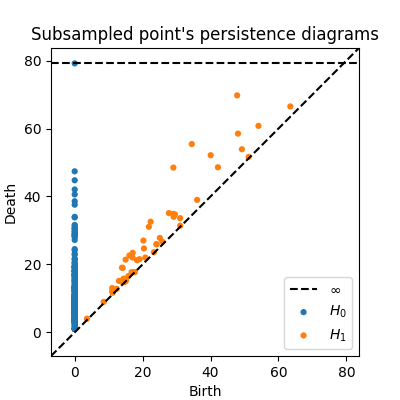 Subsampled point's persistence diagrams
80
60
40
20
0
Death
∞
H₀
H₁
0 20 40 60 80
Birth